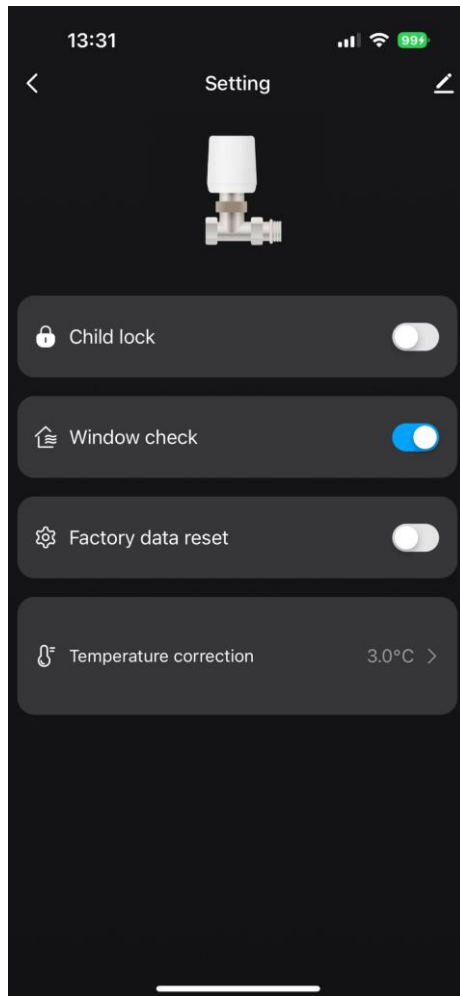 13:31
99+
Setting
Child lock
Window check
Factory data reset
Temperature correction
3.0°C